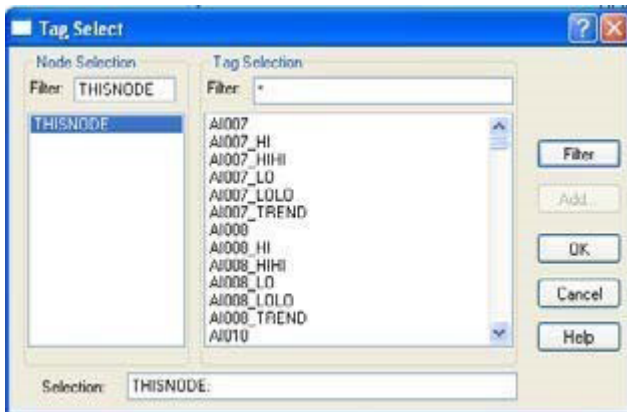 Tag Select
Node Selection
Filter: THISNODE
THISNODE
Tag Selection
Filter: *
AI007
AI007_HI
AI007_HIHI
AI007_LO
AI007_LOLO
AI007_TREND
AI008
AI008_HI
AI008_HIHI
AI008_LO
AI008_LOLO
AI008_TREND
AI010
Filter
Add...
OK
Cancel
Help
Selection: THISNODE: